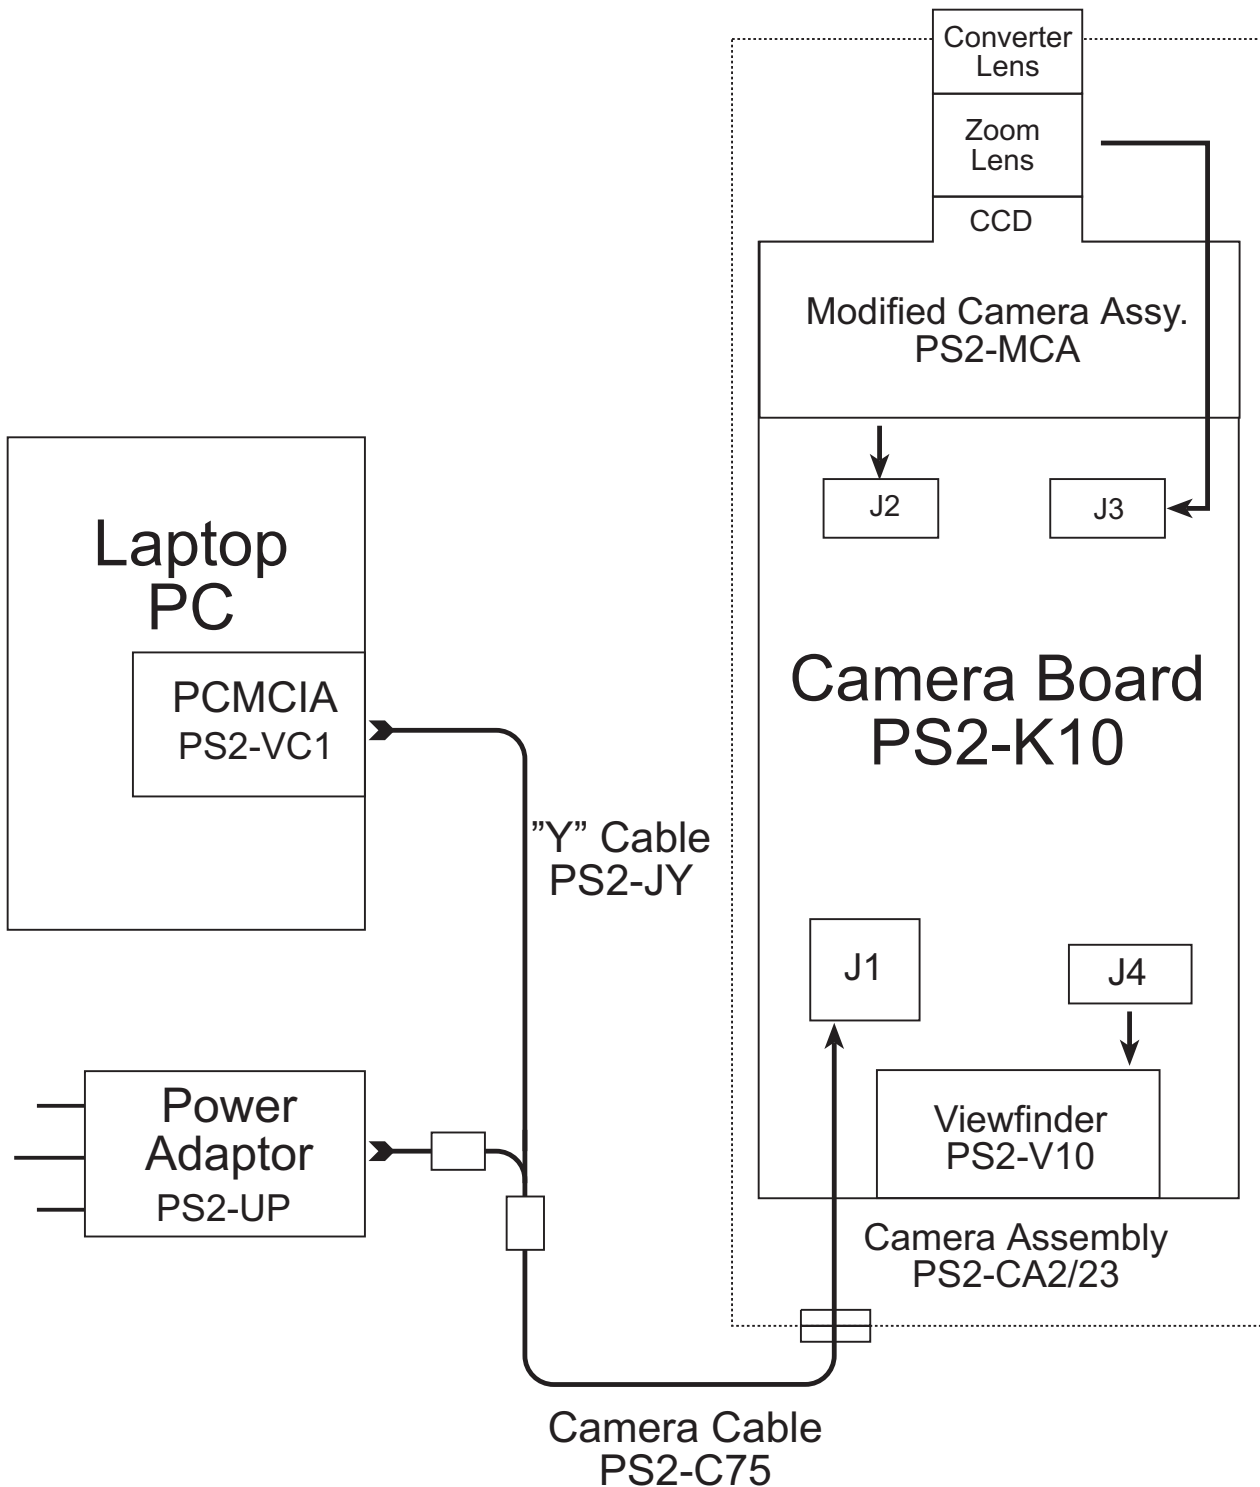 Converter
Lens
Zoom
Lens
CCD
Modified Camera Assy.
PS2-MCA
J2
J3
Laptop
PC
PCMCIA
PS2-VC1
Camera Board
PS2-K10
”Y” Cable
PS2-JY
J1
J4
Power
Adaptor
PS2-UP
Viewfinder
PS2-V10
Camera Assembly
PS2-CA2/23
Camera Cable
PS2-C75